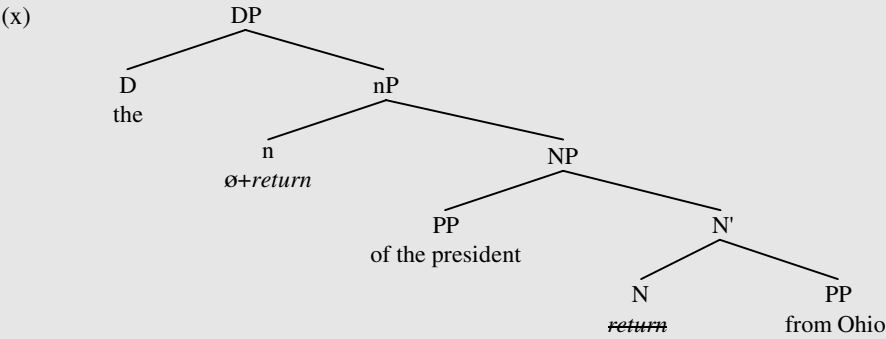 (x) DP
D nP
the
n NP
ø+return
PP N'
of the president
N PP
return from Ohio